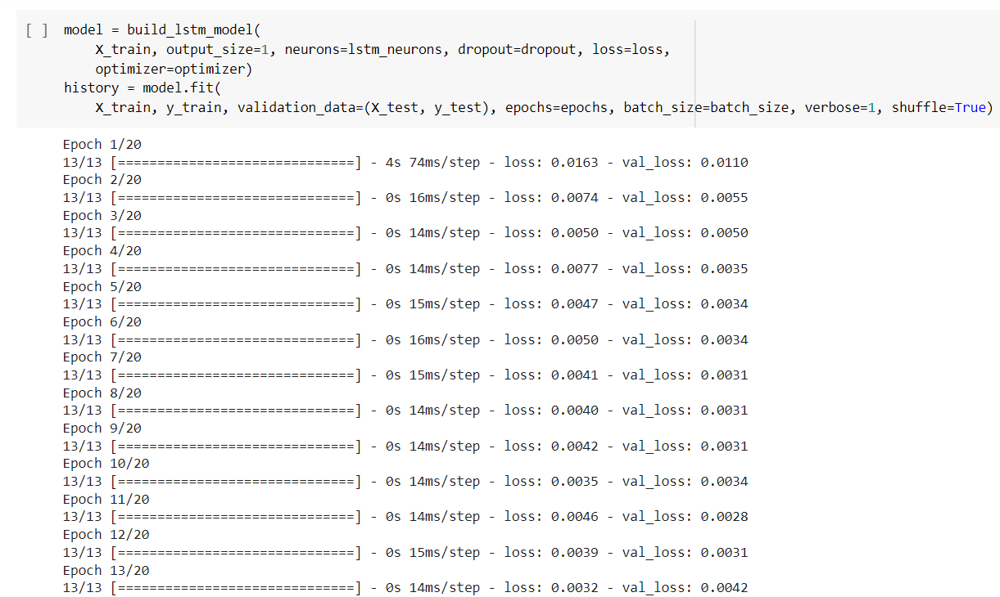 [ ] model = build_lstm_model(
X_train, output_size=1, neurons=lstm_neurons, dropout=dropout, loss=loss,
optimizer=optimizer)
history = model.fit(
X_train, y_train, validation_data=(X_test, y_test), epochs=epochs, batch_size=batch_size, verbose=1, shuffle=True)
Epoch 1/20
13/13 [==============================] - 4s 74ms/step - loss: 0.0163 - val_loss: 0.0110
Epoch 2/20
13/13 [==============================] - 0s 16ms/step - loss: 0.0074 - val_loss: 0.0055
Epoch 3/20
13/13 [==============================] - 0s 14ms/step - loss: 0.0050 - val_loss: 0.0050
Epoch 4/20
13/13 [==============================] - 0s 14ms/step - loss: 0.0077 - val_loss: 0.0035
Epoch 5/20
13/13 [==============================] - 0s 15ms/step - loss: 0.0047 - val_loss: 0.0034
Epoch 6/20
13/13 [==============================] - 0s 16ms/step - loss: 0.0050 - val_loss: 0.0034
Epoch 7/20
13/13 [==============================] - 0s 15ms/step - loss: 0.0041 - val_loss: 0.0031
Epoch 8/20
13/13 [==============================] - 0s 14ms/step - loss: 0.0040 - val_loss: 0.0031
Epoch 9/20
13/13 [==============================] - 0s 14ms/step - loss: 0.0042 - val_loss: 0.0031
Epoch 10/20
13/13 [==============================] - 0s 14ms/step - loss: 0.0035 - val_loss: 0.0034
Epoch 11/20
13/13 [==============================] - 0s 14ms/step - loss: 0.0046 - val_loss: 0.0028
Epoch 12/20
13/13 [==============================] - 0s 15ms/step - loss: 0.0039 - val_loss: 0.0031
Epoch 13/20
13/13 [==============================] - 0s 14ms/step - loss: 0.0032 - val_loss: 0.0042